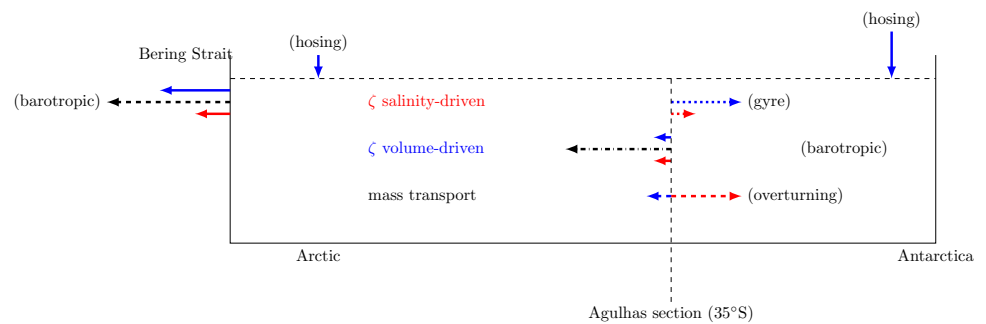 (hosing)
(hosing)
Bering Strait
(barotropic)
ζ salinity-driven
(gyre)
ζ volume-driven
(barotropic)
mass transport
(overturning)
Arctic
Antarctica
Agulhas section (35°S)